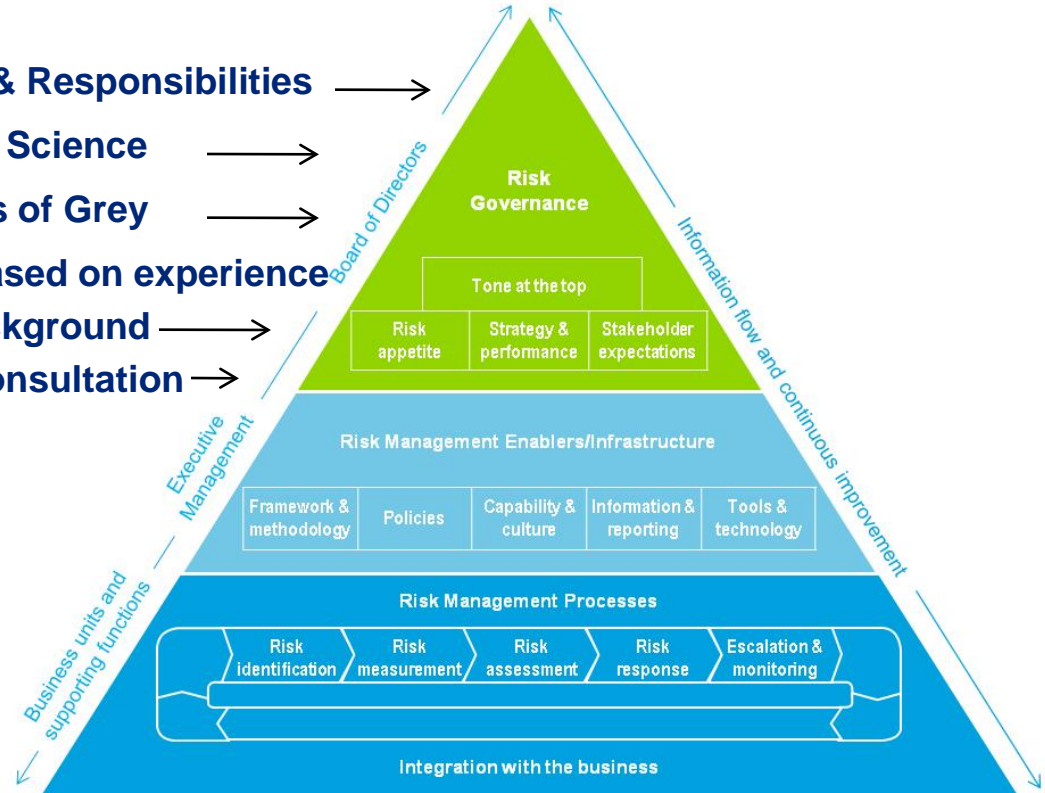 & Responsibilities
Science
s of Grey
ased on experience
kground
onsultation
Board of Directors
Executive
Management
Business units and
supporting functions
Risk
Governance
Tone at the top
Risk
appetite
Strategy &
performance
Stakeholder
expectations
Risk Management Enablers/Infrastructure
Framework &
methodology
Policies
Capability &
culture
Information &
reporting
Tools &
technology
Risk Management Processes
Risk
identification
Risk
measurement
Risk
assessment
Risk
response
Escalation &
monitoring
Integration with the business
Information flow and continuous improvement